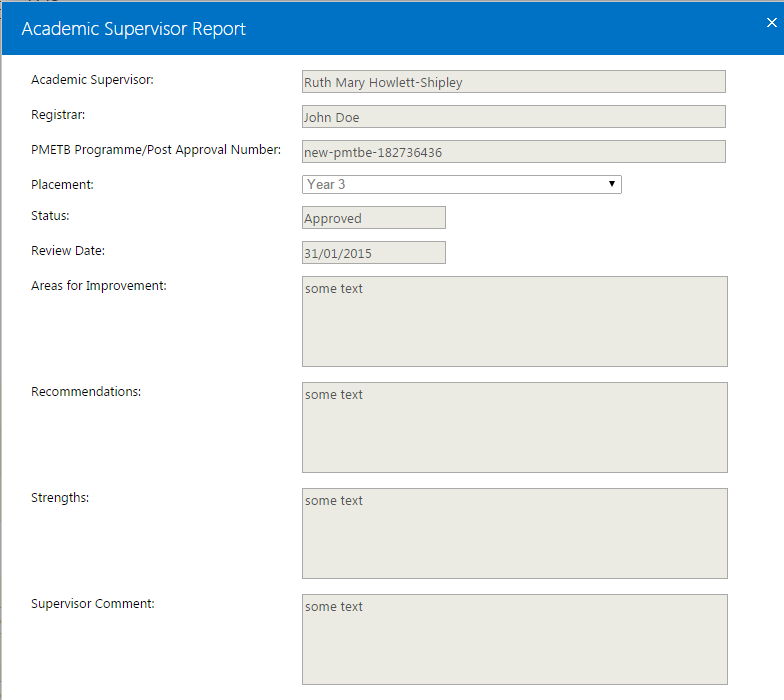 Academic Supervisor Report
Academic Supervisor: Ruth Mary Howlett-Shipley
Registrar: John Doe
PMETB Programme/Post Approval Number: new-pmtbe-182736436
Placement: Year 3
Status: Approved
Review Date: 31/01/2015
Areas for Improvement: some text
Recommendations: some text
Strengths: some text
Supervisor Comment: some text